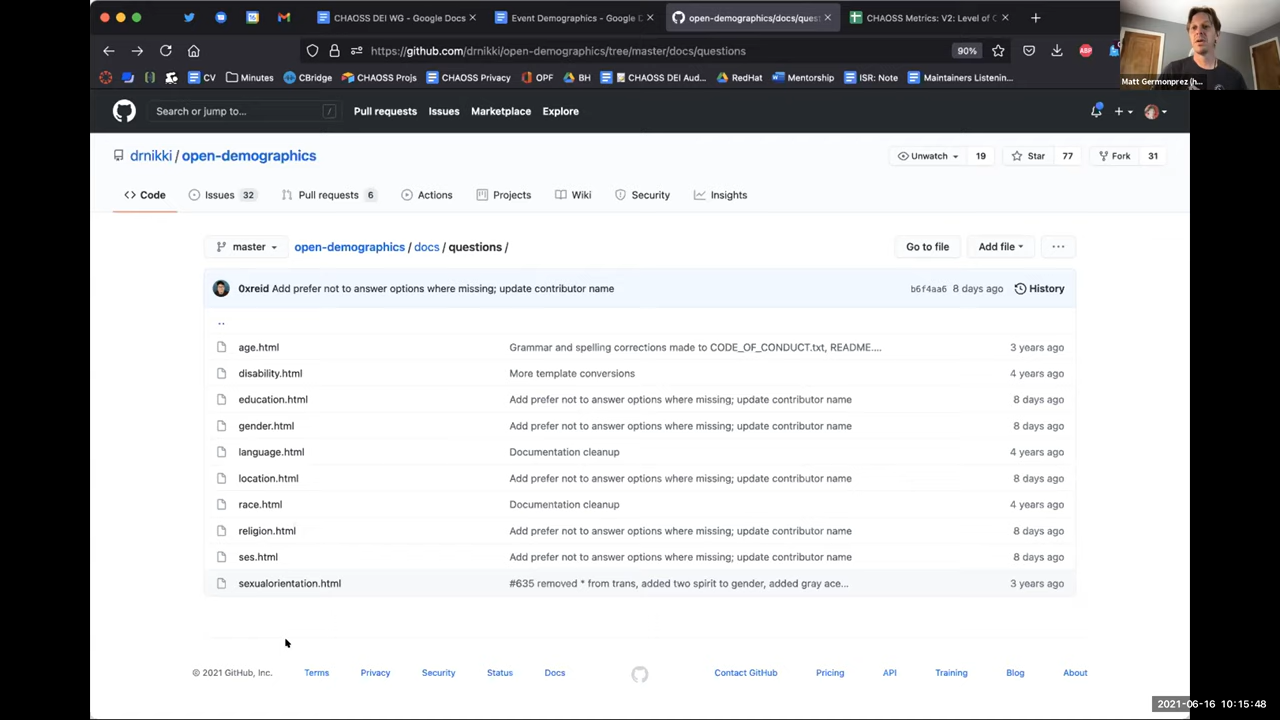 CHAOSS DEI WG - Google Docs
Event Demographics - Google D
open-demographics/docs/quest
CHAOSS Metrics: V2: Level of C
https://github.com/drnikki/open-demographics/tree/master/docs/questions
90%
ABP
CV
Minutes
CBridge
CHAOSS Projs
CHAOSS Privacy
OPF
BH
CHAOSS DEI Aud...
RedHat
Mentorship
ISR: Note
Maintainers Listenin...
Matt Germonprez (h...
Search or jump to...
/
Pull requests
Issues
Marketplace
Explore
drnikki / open-demographics
Unwatch 19
Star 77
Fork 31
Code
Issues 32
Pull requests 6
Actions
Projects
Wiki
Security
Insights
master
open-demographics / docs / questions /
Go to file
Add file
0xreid Add prefer not to answer options where missing; update contributor name
b6f4aa6 8 days ago
History
..
age.html Grammar and spelling corrections made to CODE_OF_CONDUCT.txt, README.... 3 years ago
disability.html More template conversions 4 years ago
education.html Add prefer not to answer options where missing; update contributor name 8 days ago
gender.html Add prefer not to answer options where missing; update contributor name 8 days ago
language.html Documentation cleanup 4 years ago
location.html Add prefer not to answer options where missing; update contributor name 8 days ago
race.html Documentation cleanup 4 years ago
religion.html Add prefer not to answer options where missing; update contributor name 8 days ago
ses.html Add prefer not to answer options where missing; update contributor name 8 days ago
sexualorientation.html #635 removed * from trans, added two spirit to gender, added gray ace... 3 years ago
© 2021 GitHub, Inc.
Terms
Privacy
Security
Status
Docs
Contact GitHub
Pricing
API
Training
Blog
About
2021-06-16 10:15:48